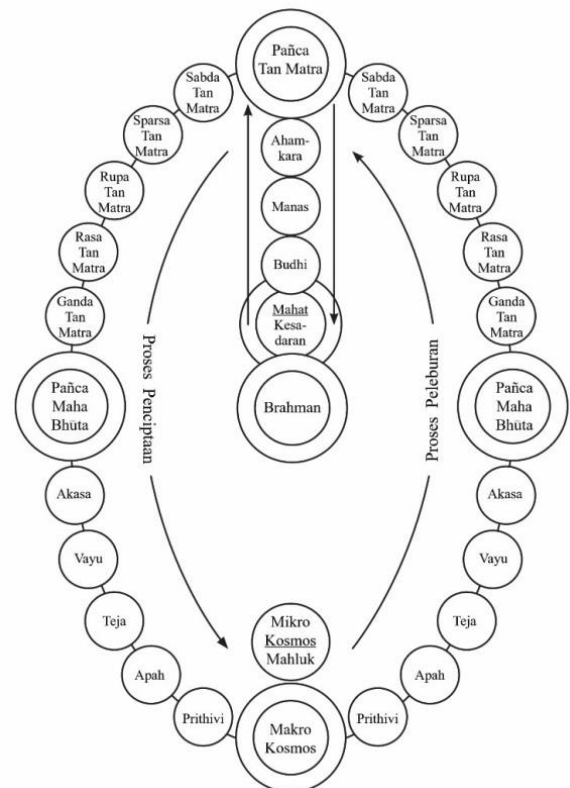 Pañca
Tan Matra
Sabda
Tan
Matra
Sabda
Tan
Matra
Sparsa
Tan
Matra
Sparsa
Tan
Matra
Aham-
kara
Rupa
Tan
Matra
Manas
Rupa
Tan
Matra
Rasa
Tan
Matra
Budhi
Rasa
Tan
Matra
Ganda
Tan
Matra
Mahat
Kesa-
daran
Ganda
Tan
Matra
Pañca
Maha
Bhüta
Proses Penciptaan
Brahman
Proses Peleburan
Pañca
Maha
Bhüta
Akasa
Akasa
Vayu
Vayu
Teja
Mikro
Kosmos
Mahluk
Teja
Apah
Apah
Prithivi
Makro
Kosmos
Prithivi